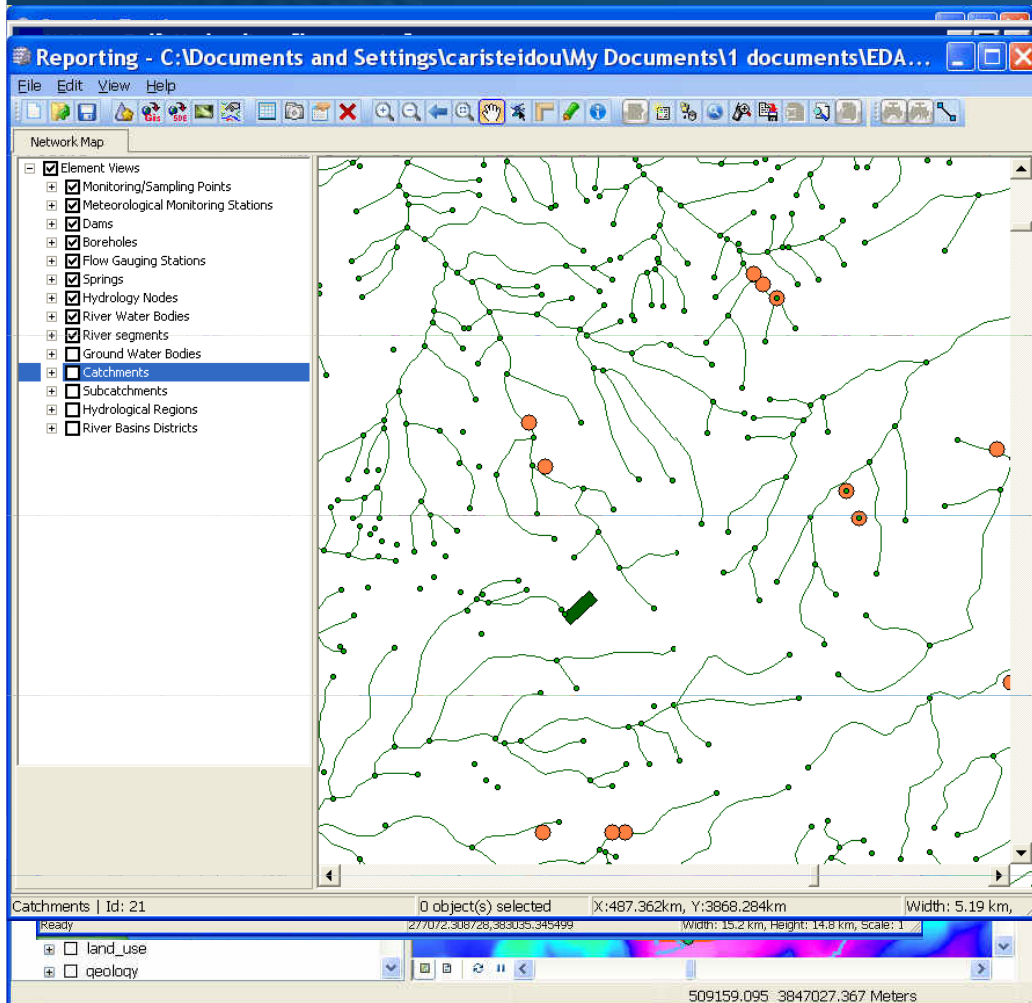 Reporting - C:\Documents and Settings\caristeidou\My Documents\1 documents\EDA...
File Edit View Help
Gis SDE
Network Map
Element Views
Monitoring/Sampling Points
Meteorological Monitoring Stations
Dams
Boreholes
Flow Gauging Stations
Springs
Hydrology Nodes
River Water Bodies
River segments
Ground Water Bodies
Catchments
Subcatchments
Hydrological Regions
River Basins Districts
Catchments | Id: 21 0 object(s) selected X:487.362km, Y:3868.284km Width: 5.19 km,
Ready 277072.308728,383035.345499 Width: 15.2 km, Height: 14.8 km, Scale: 1
land_use
geology
509159.095 3847027.367 Meters